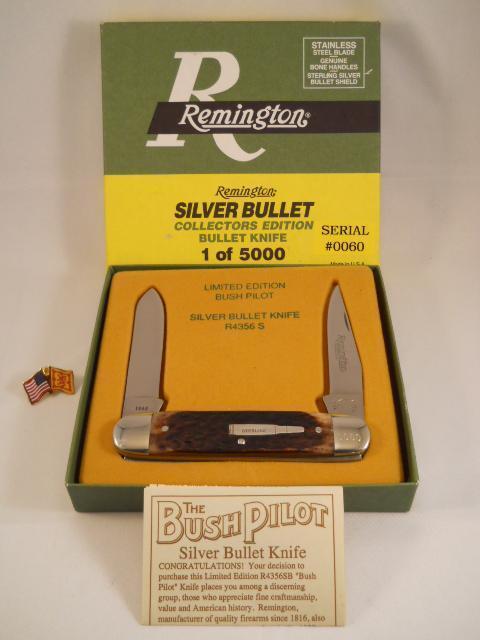 R
STAINLESS
STEEL BLADE
GENUINE
BONE HANDLES
STERLING SILVER
BULLET SHIELD
Remington®
Remington
SILVER BULLET
COLLECTORS EDITION
BULLET KNIFE
1 of 5000
SERIAL
#0060
Made in U.S.A.
LIMITED EDITION
BUSH PILOT
SILVER BULLET KNIFE
R4356 S
Remington
STERLING
0060
THE
BUSH PILOT
Silver Bullet Knife
CONGRATULATIONS! Your decision to
purchase this Limited Edition R4356SB "Bush
Pilot" Knife places you among a discerning
group, those who appreciate fine craftsmanship,
value and American history. Remington,
manufacturer of quality firearms since 1816, also